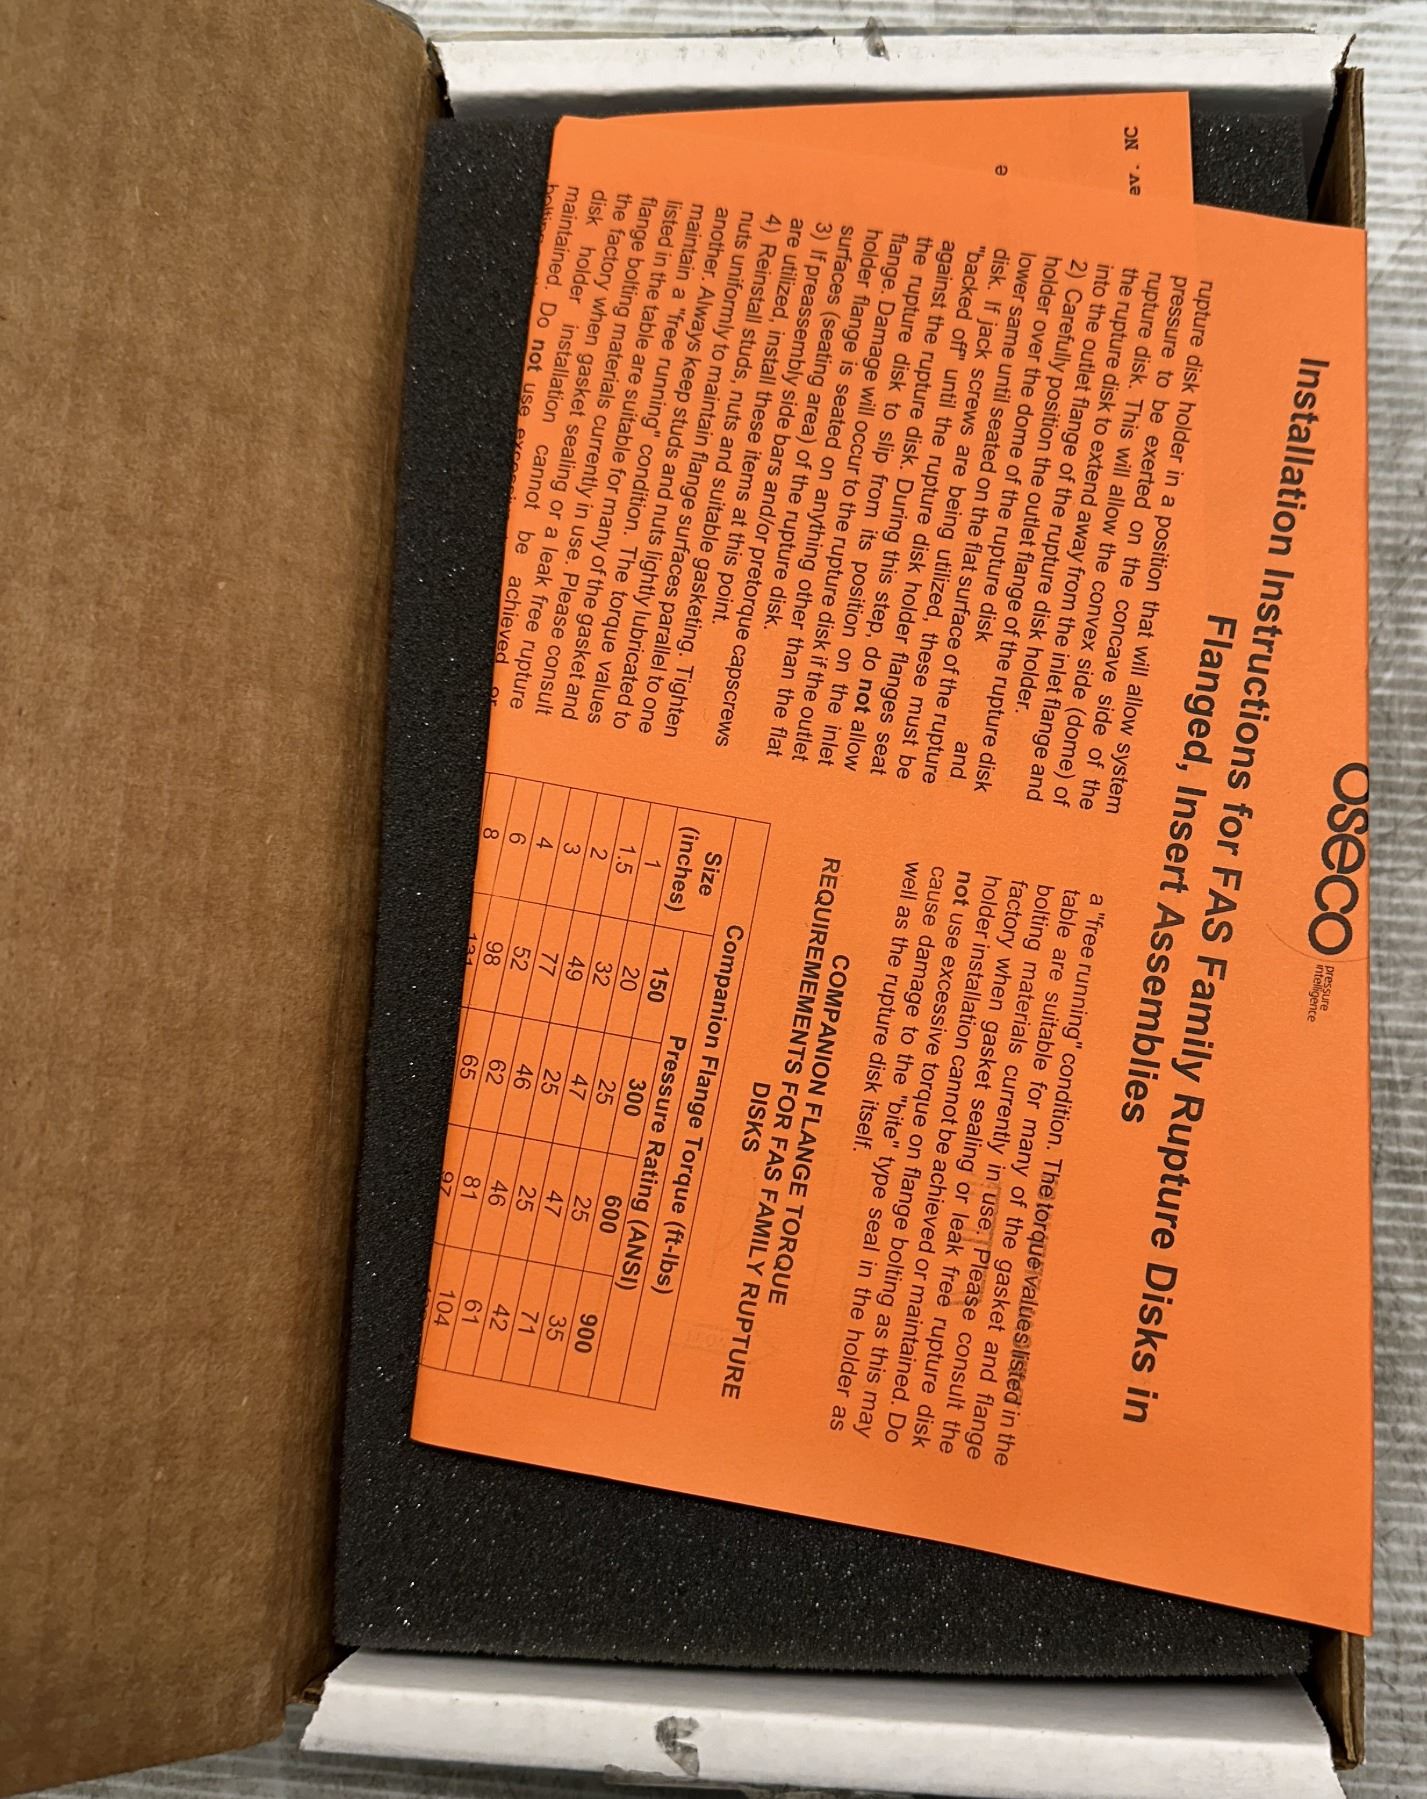 oseco
pressure
intelligence
Installation Instructions for FAS Family Rupture Disks in
Flanged, Insert Assemblies
rupture disk holder in a position that will allow system
pressure to be exerted on the concave side of the
rupture disk. This will allow the convex side (dome) of
the rupture disk to extend away from the inlet flange and
into the outlet flange of the rupture disk holder.
2) Carefully position the outlet flange of the rupture disk
holder over the dome of the rupture disk and
lower same until seated on the flat surface of the rupture
disk. If jack screws are being utilized, these must be
"backed off" until the rupture disk holder flanges seat
against the rupture disk. During this step, do not allow
the rupture disk to slip from its position on the inlet
flange. Damage will occur to the rupture disk if the outlet
holder flange is seated on anything other than the flat
surfaces (seating area) of the rupture disk.
3) If preassembly side bars and/or pretorque capscrews
are utilized, install these items at this point.
4) Reinstall studs, nuts and suitable gasketing. Tighten
nuts uniformly to maintain flange surfaces parallel to one
another. Always keep studs and nuts lightly lubricated to
maintain a "free running" condition. The torque values
listed in the table are suitable for many of the gasket and
flange bolting materials currently in use. Please consult
the factory when gasket sealing or a leak free rupture
disk holder installation cannot be achieved or
maintained. Do not use
a "free running" condition. The torque values listed in the
table are suitable for many of the gasket and flange
bolting materials currently in use. Please consult the
factory when gasket sealing or leak free rupture disk
holder installation cannot be achieved or maintained. Do
not use excessive torque on flange bolting as this may
cause damage to the "bite" type seal in the holder as
well as the rupture disk itself.
COMPANION FLANGE TORQUE
REQUIREMEMENTS FOR FAS FAMILY RUPTURE
DISKS
Companion Flange Torque (ft-lbs)
Size Pressure Rating (ANSI)
(inches) 150 300 600 900
1 20 25 25 35
1.5 32 47 47 71
2 49 25 25 42
3 77 46 46 61
4 52 62 81 104
6 98 65 97
8